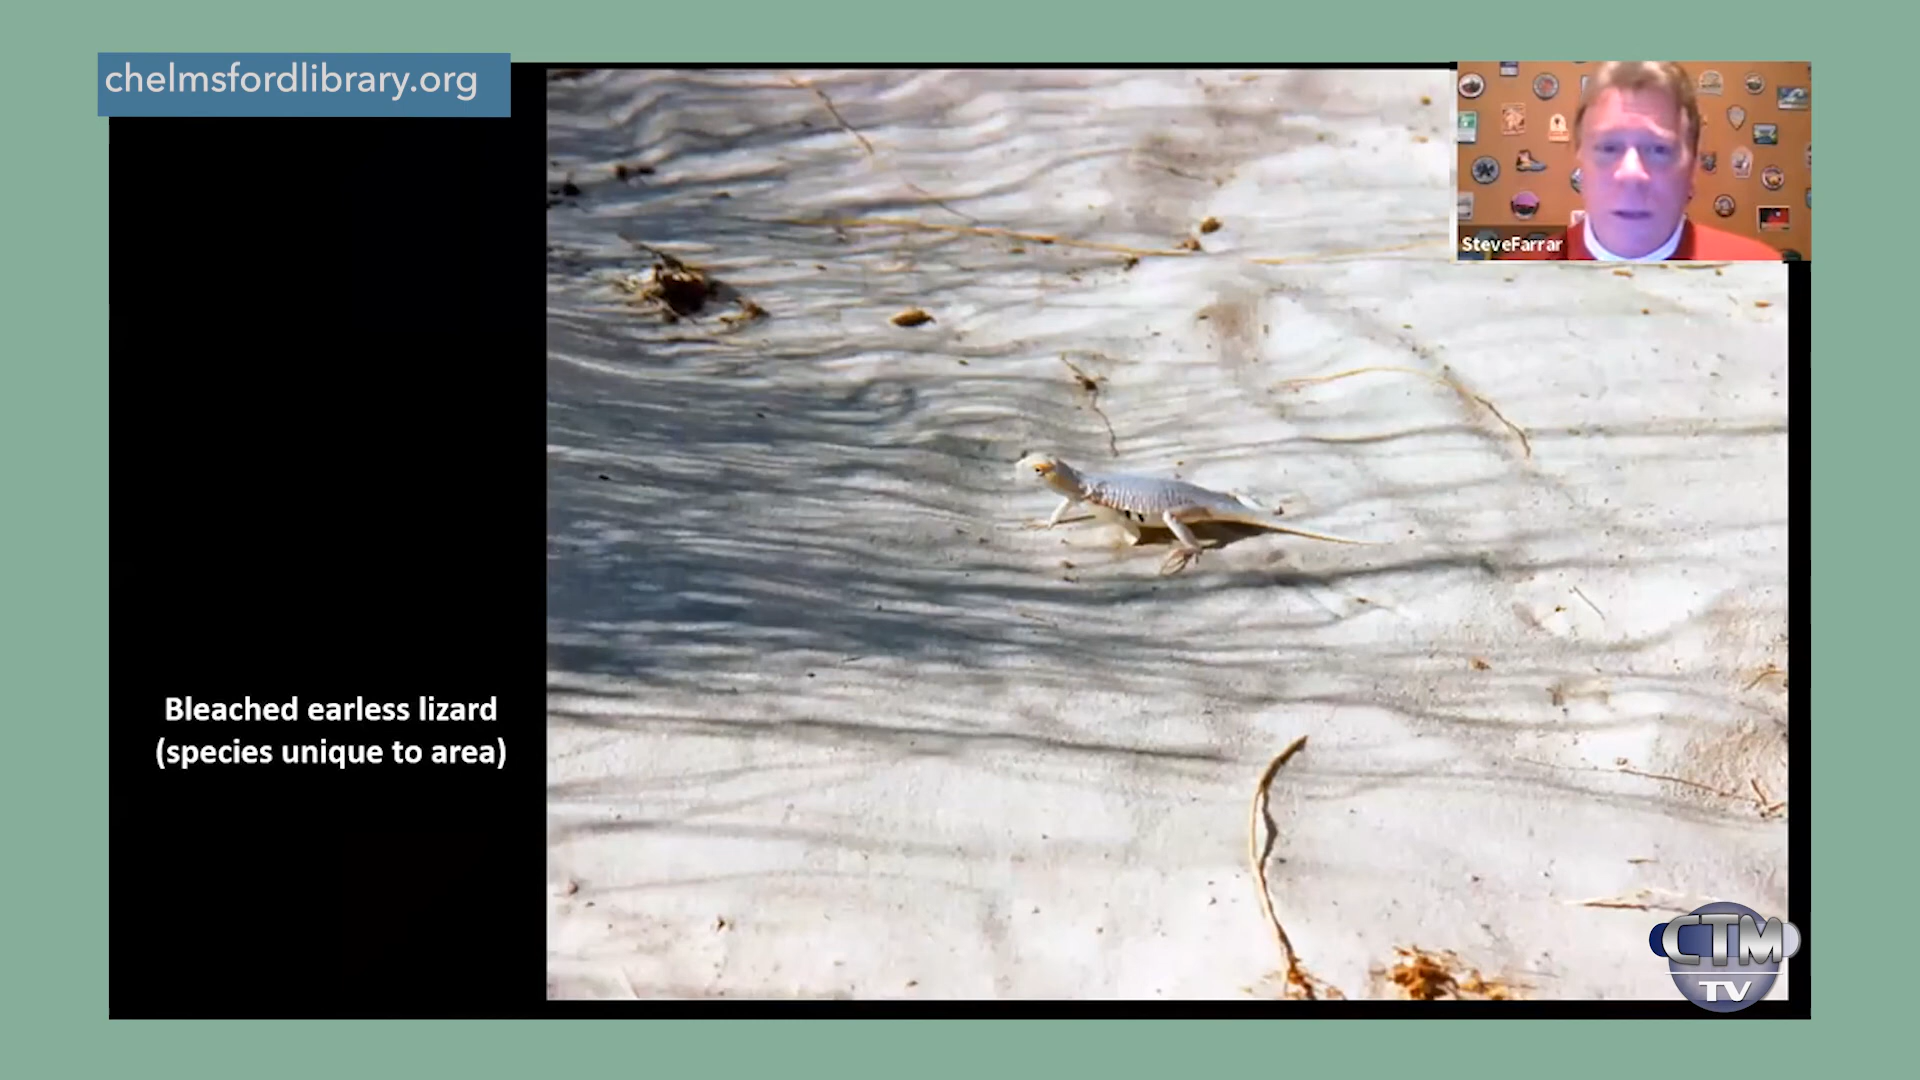 chelmsfordlibrary.org
SteveFarrar
Bleached earless lizard
(species unique to area)
CTM
TV